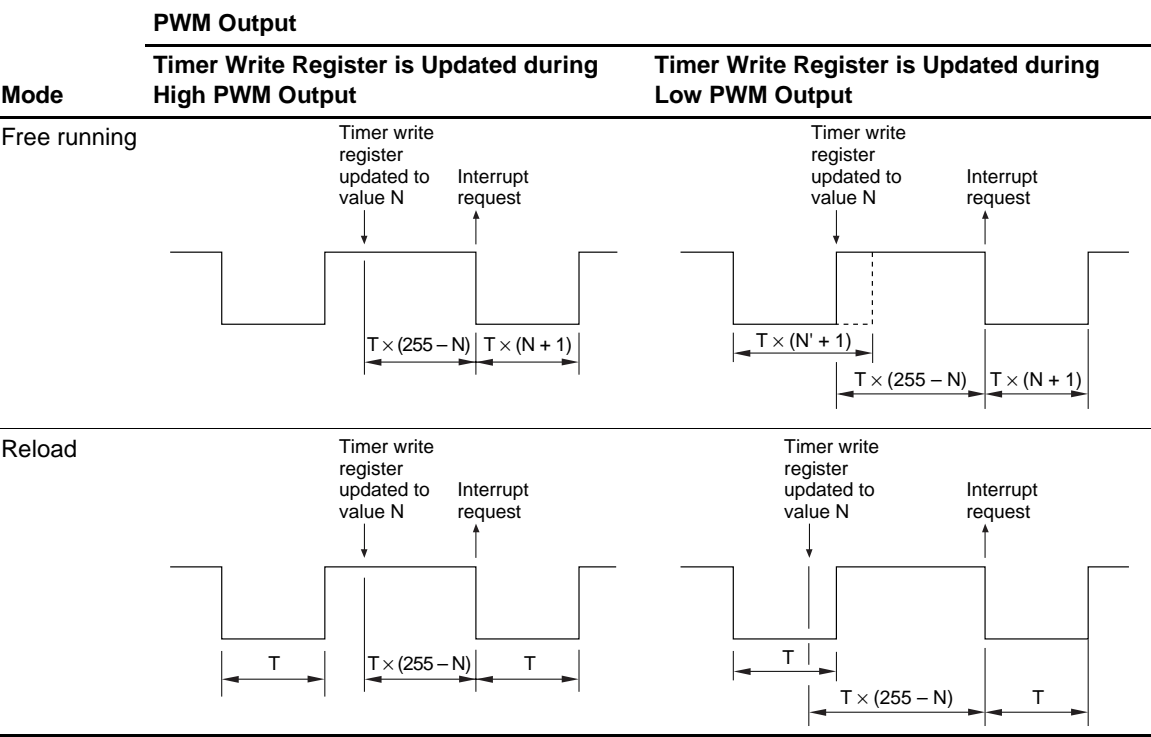 PWM Output
Mode
Timer Write Register is Updated during
High PWM Output
Timer Write Register is Updated during
Low PWM Output
Free running
Timer write
register
updated to
value N
Interrupt
request
T × (255 – N)
T × (N + 1)
Timer write
register
updated to
value N
Interrupt
request
T × (N' + 1)
T × (255 – N)
T × (N + 1)
Reload
Timer write
register
updated to
value N
Interrupt
request
T
T × (255 – N)
T
Timer write
register
updated to
value N
Interrupt
request
T
T × (255 – N)
T